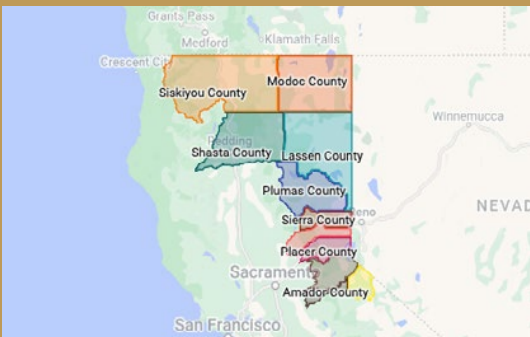 Grants Pass
Medford
Klamath Falls
Crescent City
Siskiyou County
Modoc County
Winnemucca
Redding
Shasta County
Lassen County
Plumas County
Sierra County
Reno
NEVAD
Placer County
Sacramento
Amador County
San Francisco